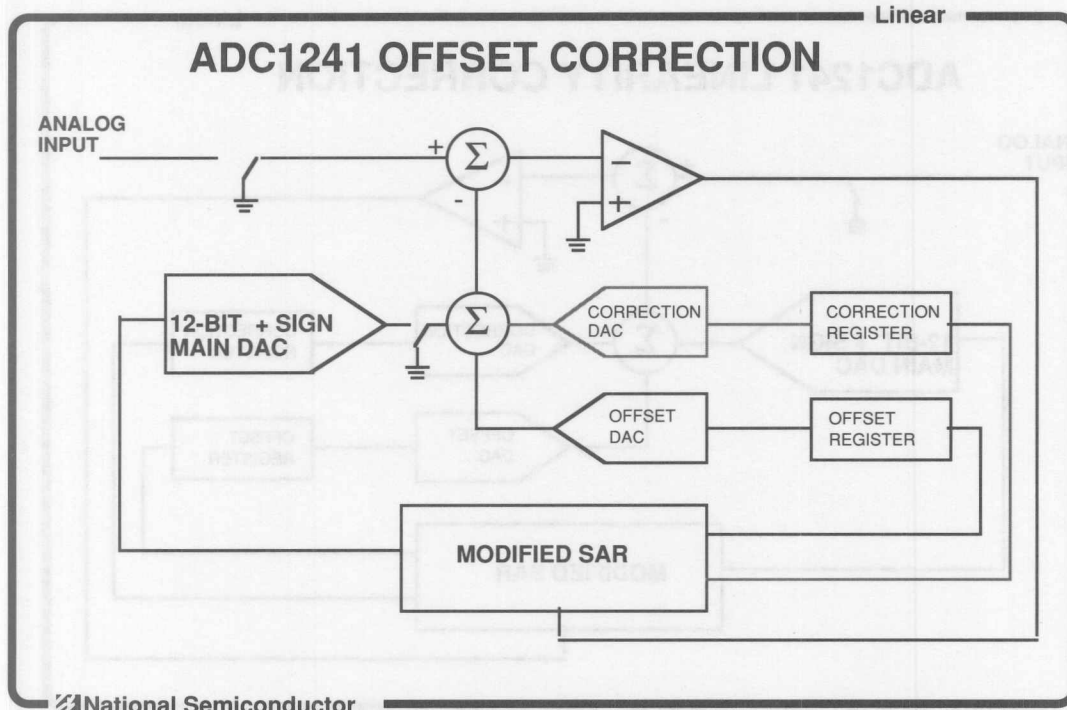 Linear
ADC1241 OFFSET CORRECTION
ANALOG
INPUT
+
Σ
-
−
+
12-BIT + SIGN
MAIN DAC
Σ
CORRECTION
DAC
CORRECTION
REGISTER
OFFSET
DAC
OFFSET
REGISTER
MODIFIED SAR
National Semiconductor